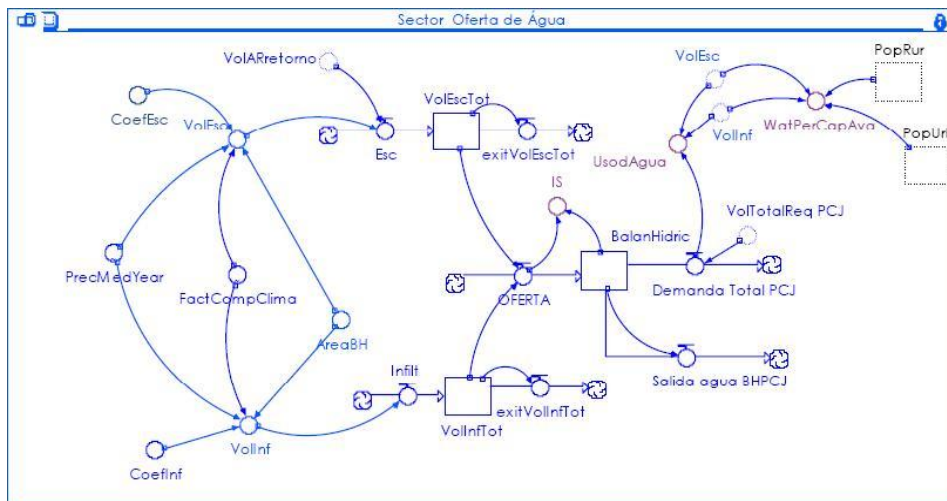 Sector Oferta de Água
PopRur
VolARretorno
VolEsc
VolEscTot
CoefEsc
VolEsc
VolInf
WatPerCapAva
Esc
exitVolEscTot
UsodAgua
PopUrl
IS
VolTotalReq PCJ
BalanHidric
PrecMedYear
FactCompClima
OFERTA
Demanda Total PCJ
AreaBH
Infilt
Salida agua BHPCJ
exitVolInfTot
VolInfTot
VolInf
CoefInf